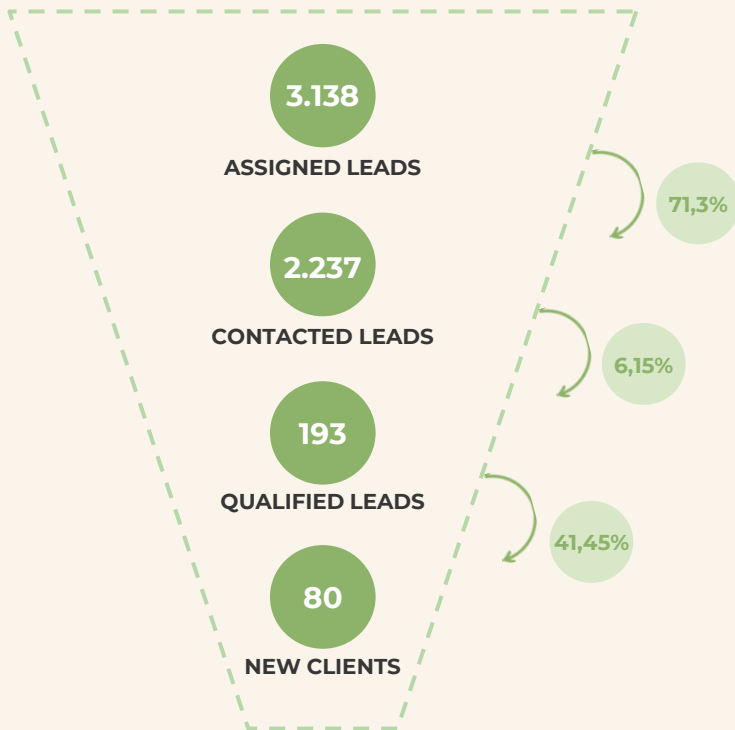 3.138
ASSIGNED LEADS
71,3%
2.237
CONTACTED LEADS
6,15%
193
QUALIFIED LEADS
41,45%
80
NEW CLIENTS